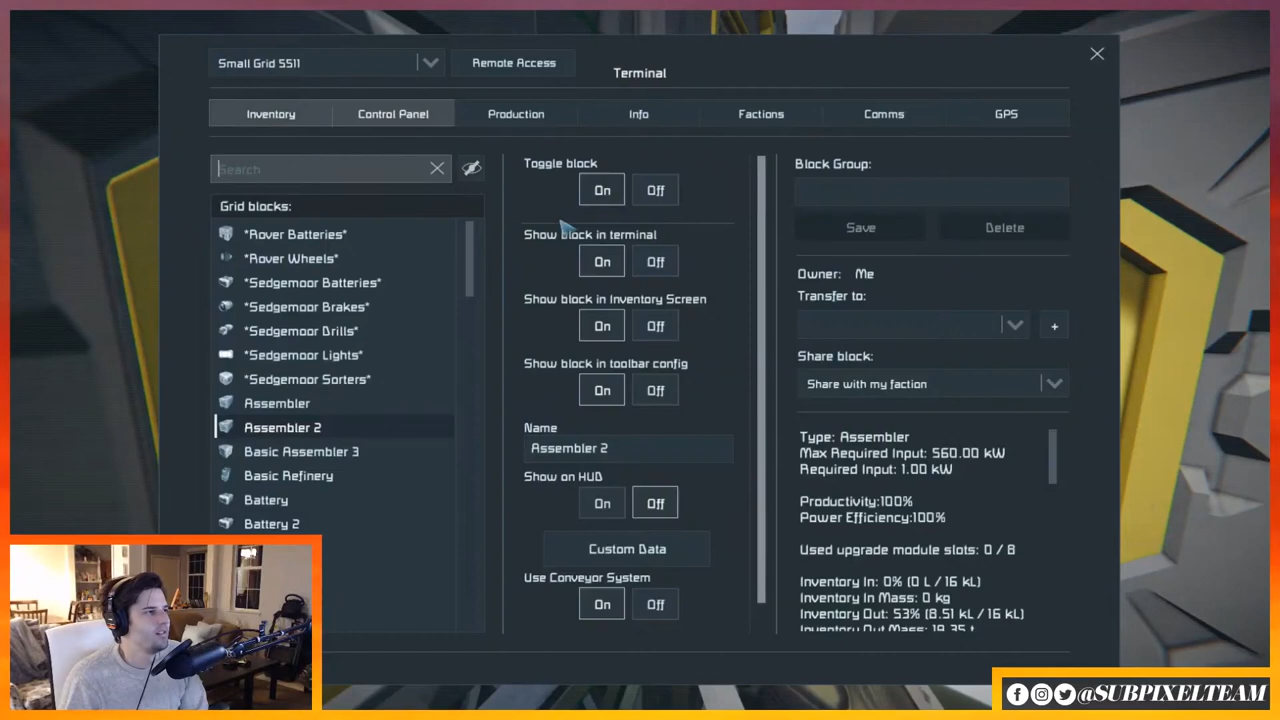 Small Grid 5511
Remote Access
Terminal
Inventory
Control Panel
Production
Info
Factions
Comms
GPS
Search
Grid blocks:
*Rover Batteries*
*Rover Wheels*
*Sedgemoor Batteries*
*Sedgemoor Brakes*
*Sedgemoor Drills*
*Sedgemoor Lights*
*Sedgemoor Sorters*
Assembler
Assembler 2
Basic Assembler 3
Basic Refinery
Battery
Battery 2
Toggle block
On Off
Show block in terminal
On Off
Show block in Inventory Screen
On Off
Show block in toolbar config
On Off
Name
Assembler 2
Show on HUD
On Off
Custom Data
Use Conveyor System
On Off
Block Group:
Save Delete
Owner: Me
Transfer to:
+
Share block:
Share with my faction
Type: Assembler
Max Required Input: 560.00 kW
Required Input: 1.00 kW
Productivity:100%
Power Efficiency:100%
Used upgrade module slots: 0 / 8
Inventory In: 0% (0 L / 16 kL)
Inventory In Mass: 0 kg
Inventory Out: 53% (8.51 kL / 16 kL)
Inventory Out Mass: 19.35 t
@SUBPIXELTEAM